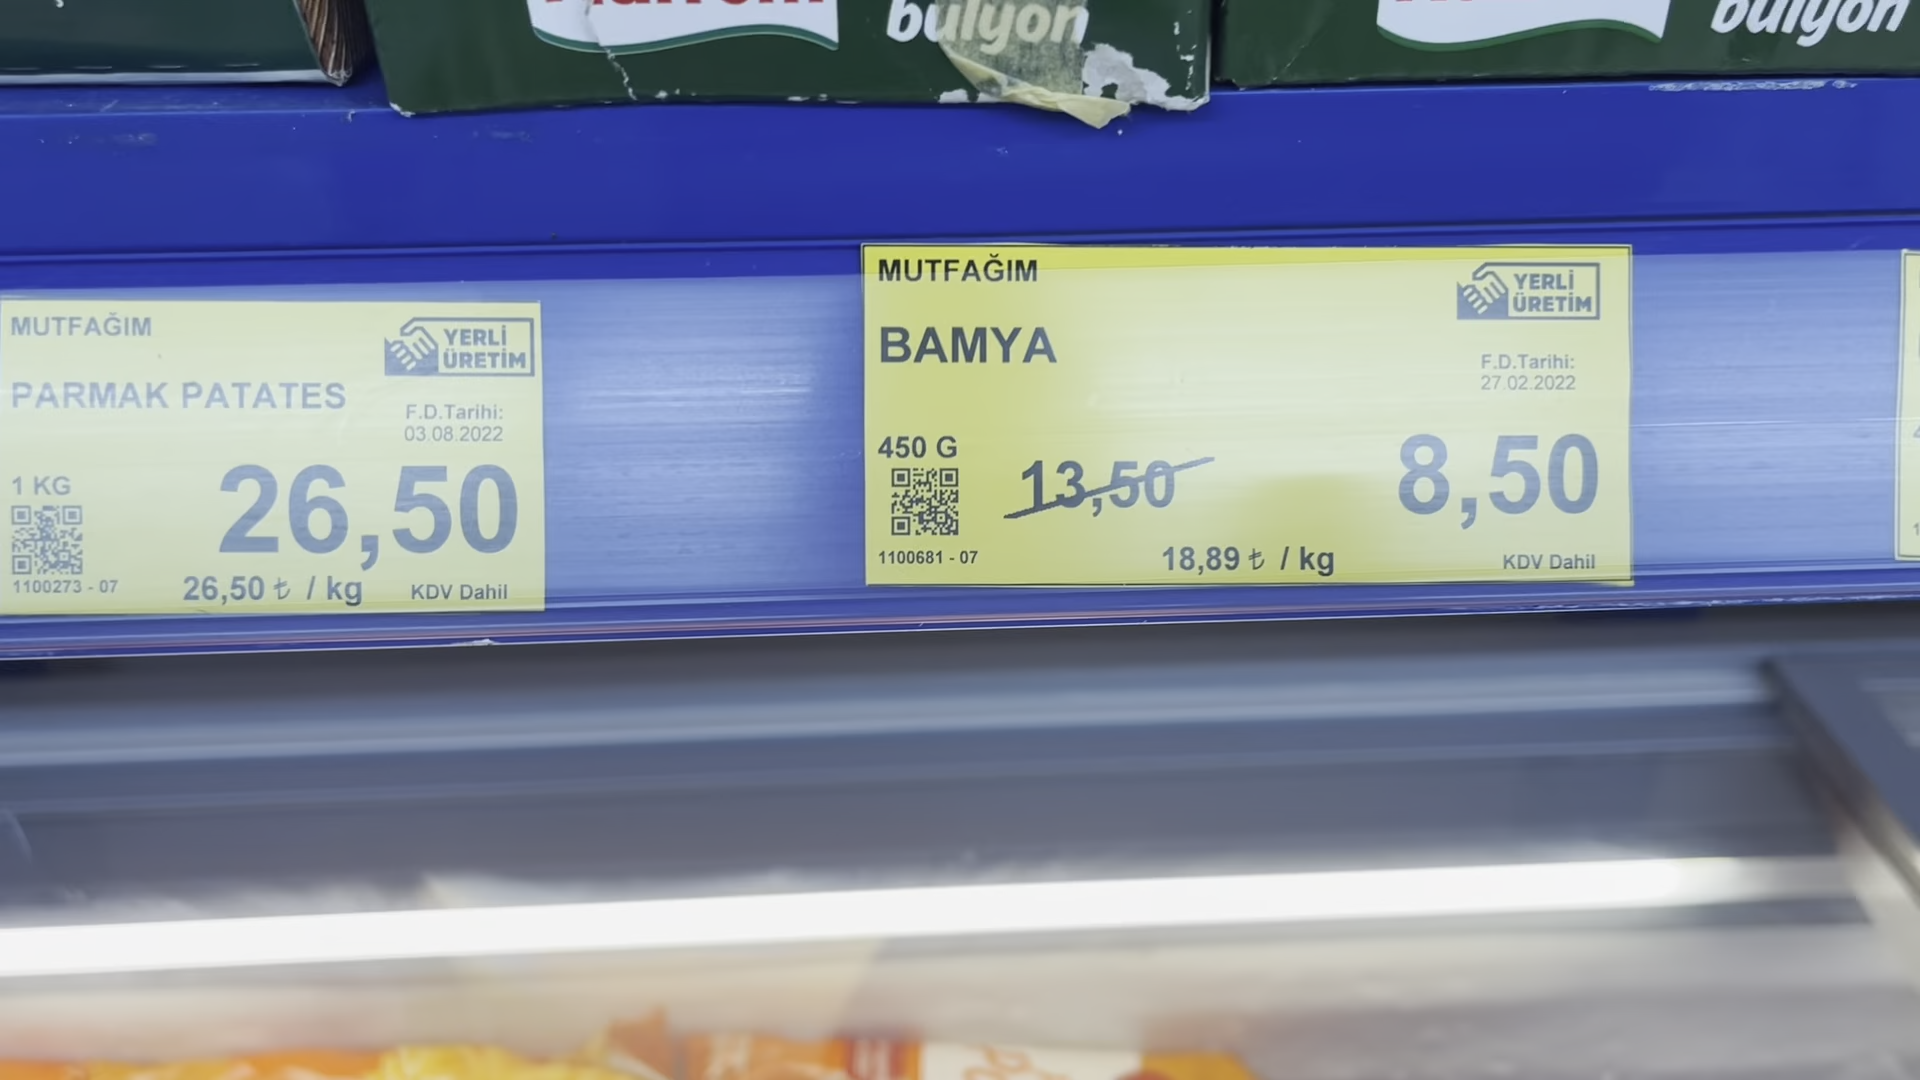 bulyon
bulyon
MUTFAĞIM
YERLİ
ÜRETİM
PARMAK PATATES
F.D.Tarihi:
03.08.2022
1 KG
26,50
1100273 - 07
26,50 ₺ / kg
KDV Dahil
MUTFAĞIM
YERLİ
ÜRETİM
BAMYA
F.D.Tarihi:
27.02.2022
450 G
13,50
8,50
1100681 - 07
18,89 ₺ / kg
KDV Dahil